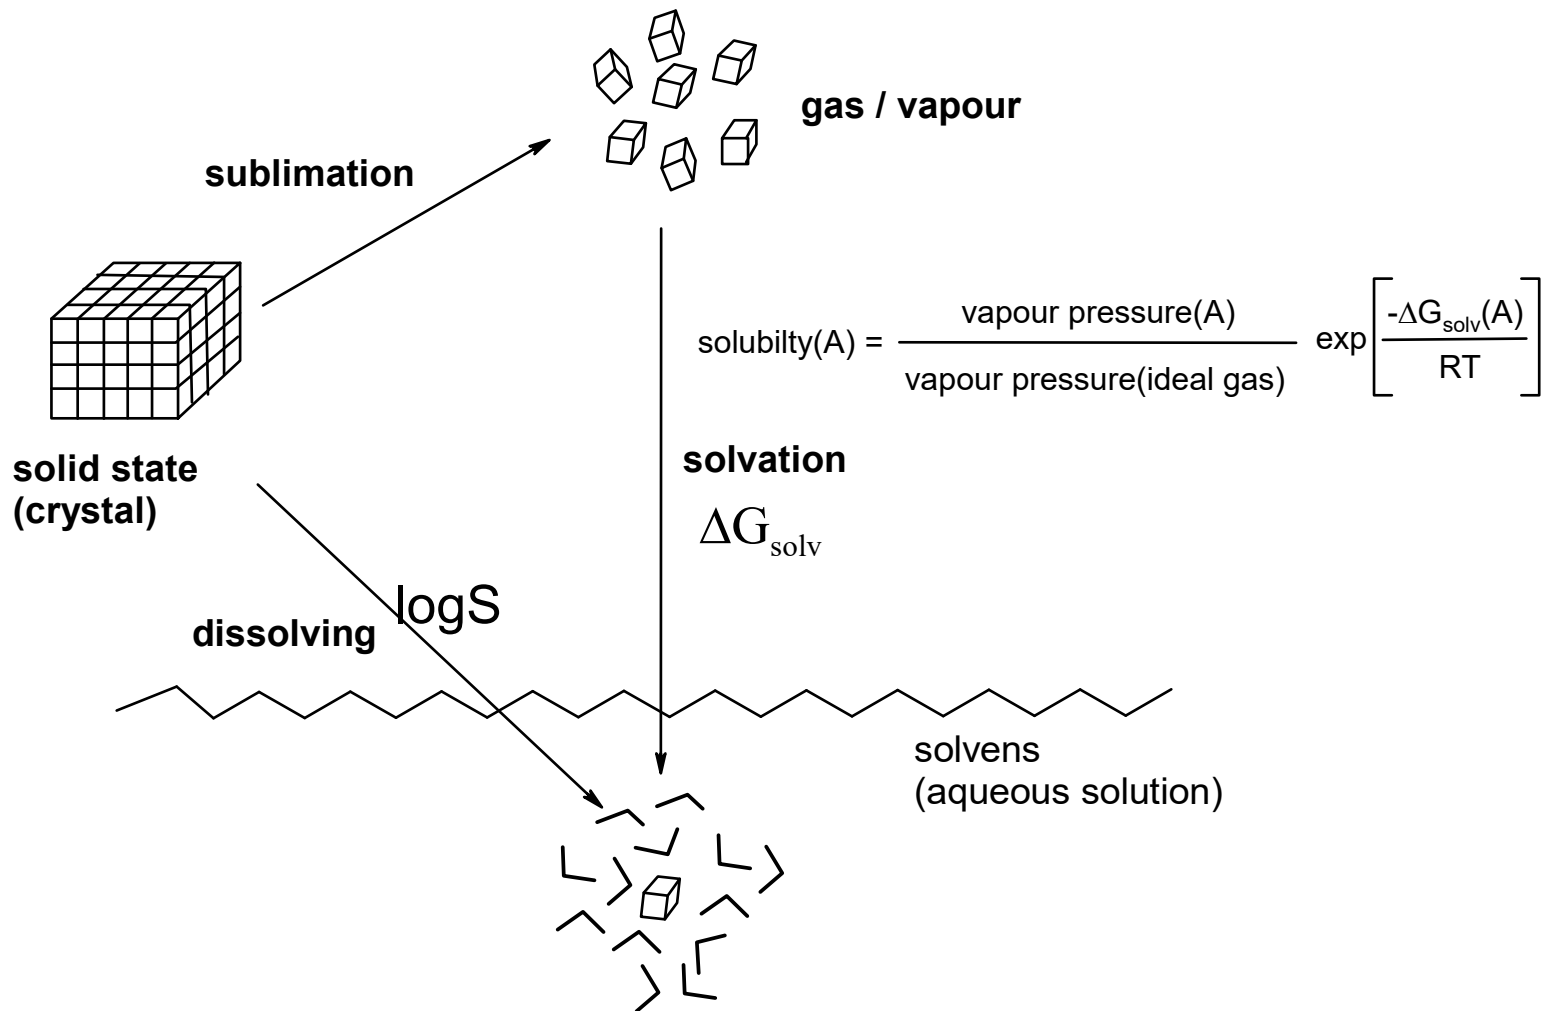 gas / vapour
sublimation
solubilty(A) = vapour pressure(A) / vapour pressure(ideal gas) exp[-ΔGsolv(A) / RT]
solid state
(crystal)
solvation
ΔGsolv
logS
dissolving
solvens
(aqueous solution)